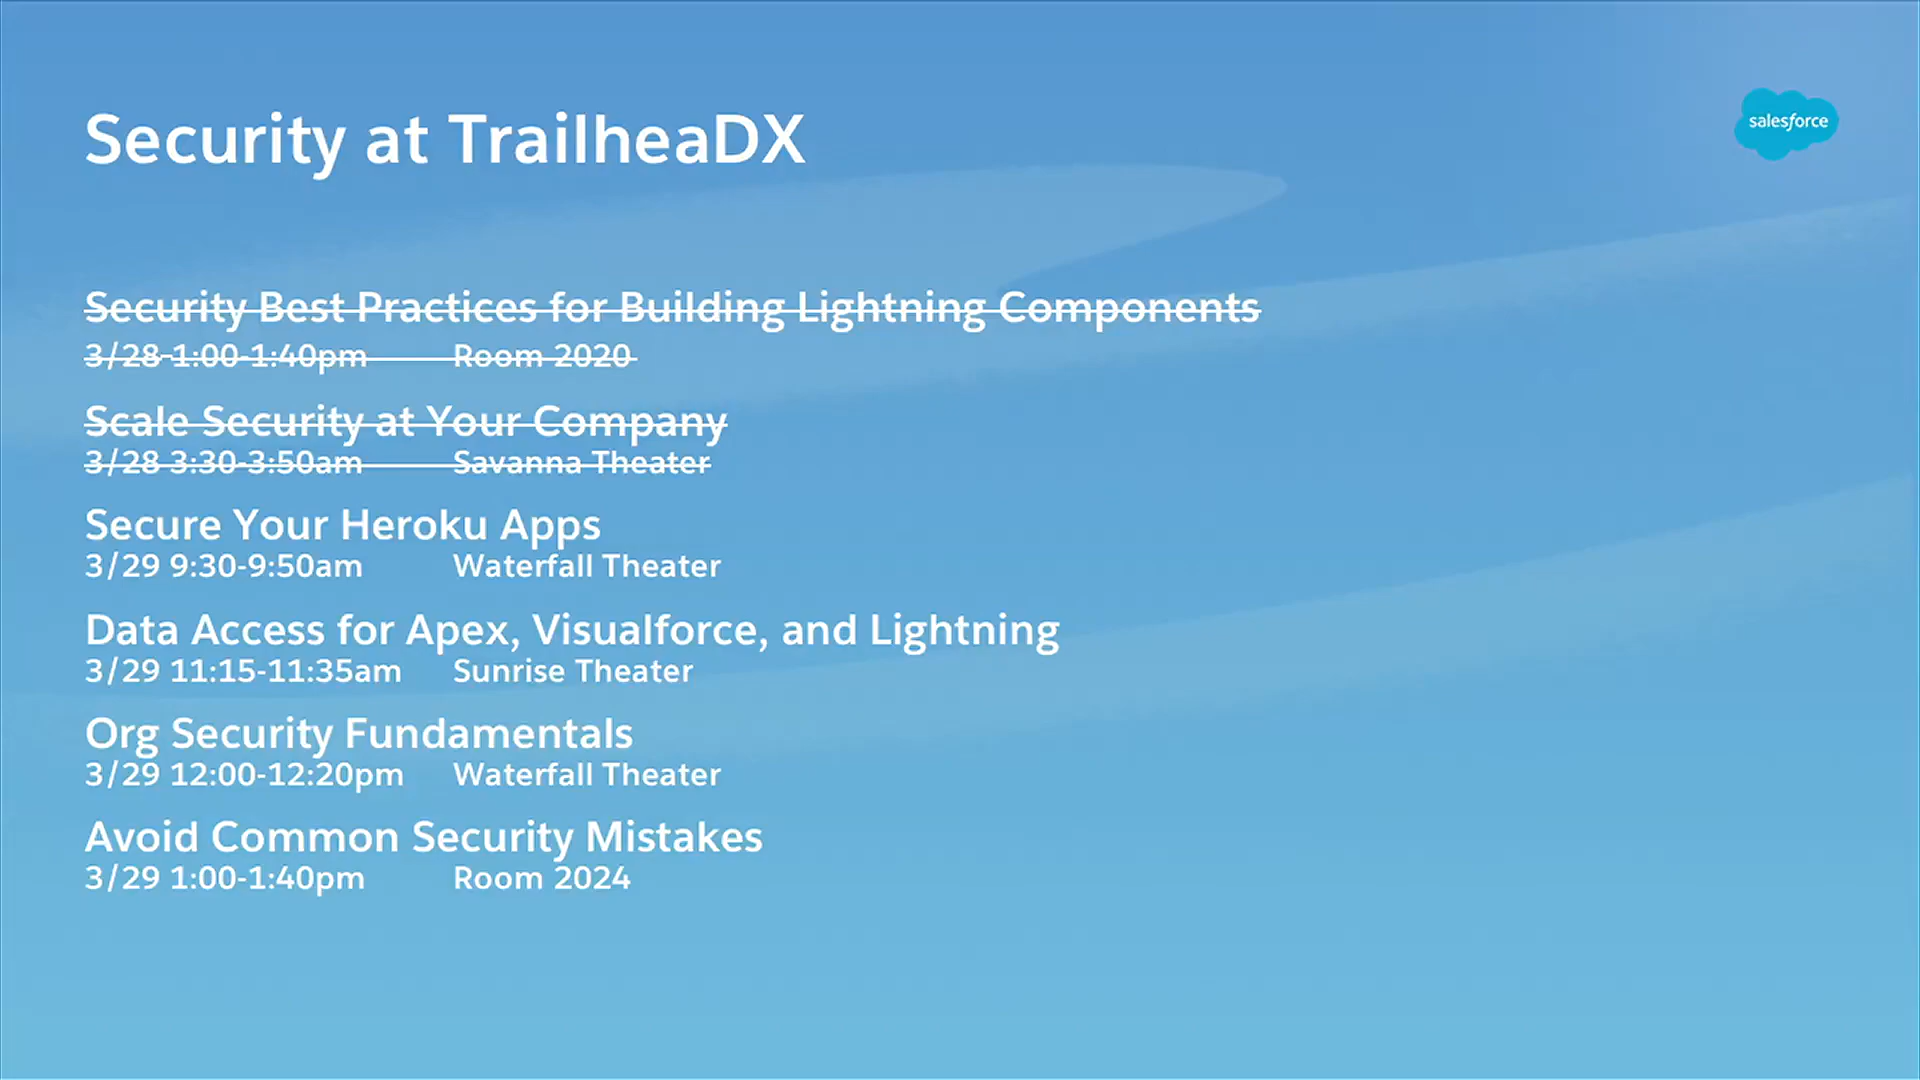 Security at TrailheaDX
salesforce
Security Best Practices for Building Lightning Components
3/28 1:00-1:40pm Room 2020
Scale Security at Your Company
3/28 3:30-3:50am Savanna Theater
Secure Your Heroku Apps
3/29 9:30-9:50am Waterfall Theater
Data Access for Apex, Visualforce, and Lightning
3/29 11:15-11:35am Sunrise Theater
Org Security Fundamentals
3/29 12:00-12:20pm Waterfall Theater
Avoid Common Security Mistakes
3/29 1:00-1:40pm Room 2024